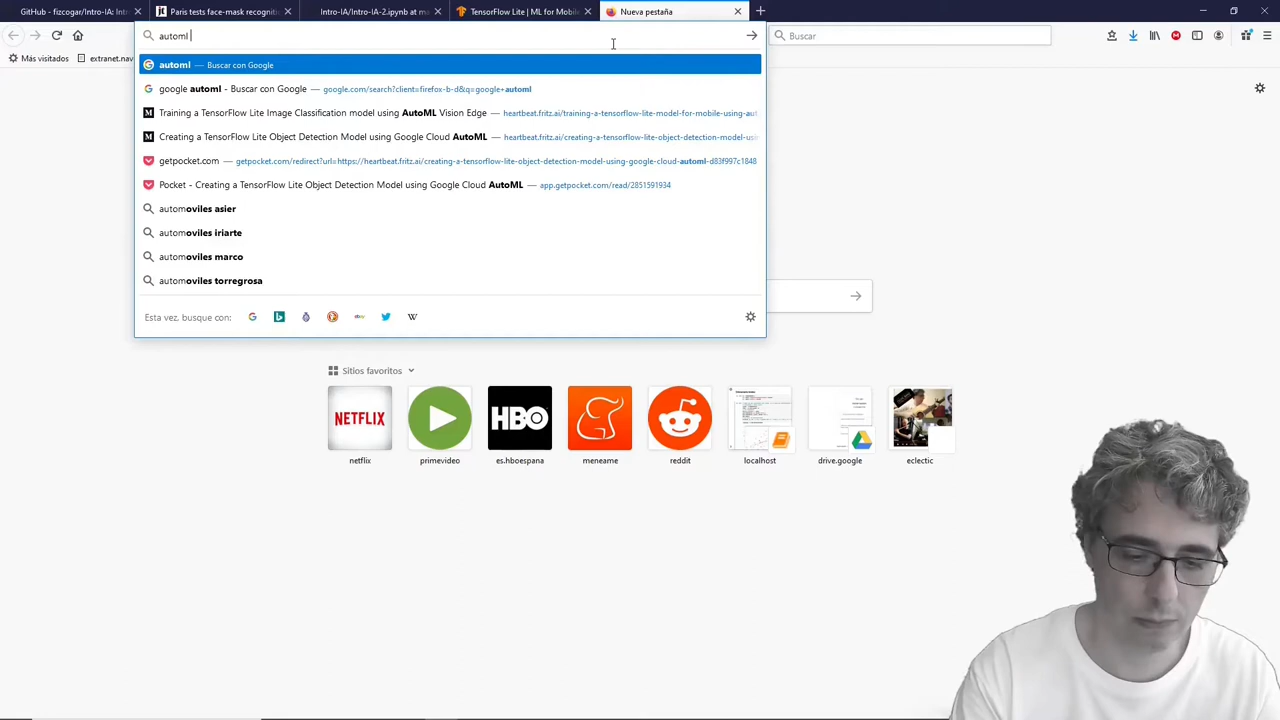 GitHub - fizcogar/Intro-IA: Int
Paris tests face-mask recogniti
Intro-IA/Intro-IA-2.ipynb at ma
TensorFlow Lite | ML for Mobile
Nueva pestaña
automl
Buscar
Más visitados
extranet.nav
automl — Buscar con Google
google automl - Buscar con Google — google.com/search?client=firefox-b-d&q=google+automl
Training a TensorFlow Lite Image Classification model using AutoML Vision Edge — heartbeat.fritz.ai/training-a-tensorflow-lite-model-for-mobile-using-aut
Creating a TensorFlow Lite Object Detection Model using Google Cloud AutoML — heartbeat.fritz.ai/creating-a-tensorflow-lite-object-detection-model-usi
getpocket.com — getpocket.com/redirect?url=https://heartbeat.fritz.ai/creating-a-tensorflow-lite-object-detection-model-using-google-cloud-automl-d83f997c1848
Pocket - Creating a TensorFlow Lite Object Detection Model using Google Cloud AutoML — app.getpocket.com/read/2851591934
automoviles asier
automoviles iriarte
automoviles marco
automoviles torregrosa
Esta vez, busque con:
Sitios favoritos
NETFLIX
HBO
netflix
primevideo
es.hboespana
meneame
reddit
localhost
drive.google
eclectic